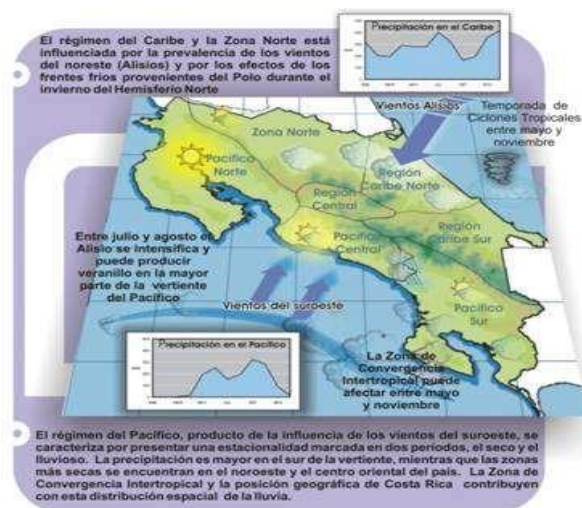 El régimen del Caribe y la Zona Norte está
influenciada por la prevalencia de los vientos
del noreste (Alisios) y por los efectos de los
frentes fríos provenientes del Polo durante el
invierno del Hemisferio Norte
Precipitación en el Caribe
Vientos Alisios
Temporada de
Ciclones Tropicales
entre mayo y
noviembre
Zona Norte
Pacífico
Norte
Región
Caribe Norte
Región
Central
Región
Caribe Sur
Pacífico
Central
Entre julio y agosto el
Alisio se intensifica y
puede producir
veranillo en la mayor
parte de la vertiente
del Pacífico
Vientos del suroeste
Pacífico
Sur
Precipitación en el Pacífico
La Zona de
Convergencia
Intertropical puede
afectar entre mayo
y noviembre
El régimen del Pacífico, producto de la influencia de los vientos del suroeste, se
caracteriza por presentar una estacionalidad marcada en dos períodos, el seco y el
lluvioso. La precipitación es mayor en el sur de la vertiente, mientras que las zonas
más secas se encuentran en el noroeste y el centro oriental del país. La Zona de
Convergencia Intertropical y la posición geográfica de Costa Rica contribuyen
con esta distribución espacial de la lluvia.